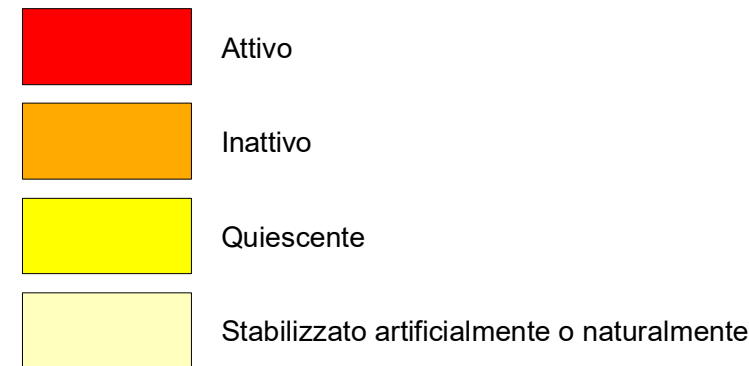 Attivo
Inattivo
Quiescente
Stabilizzato artificialmente o naturalmente